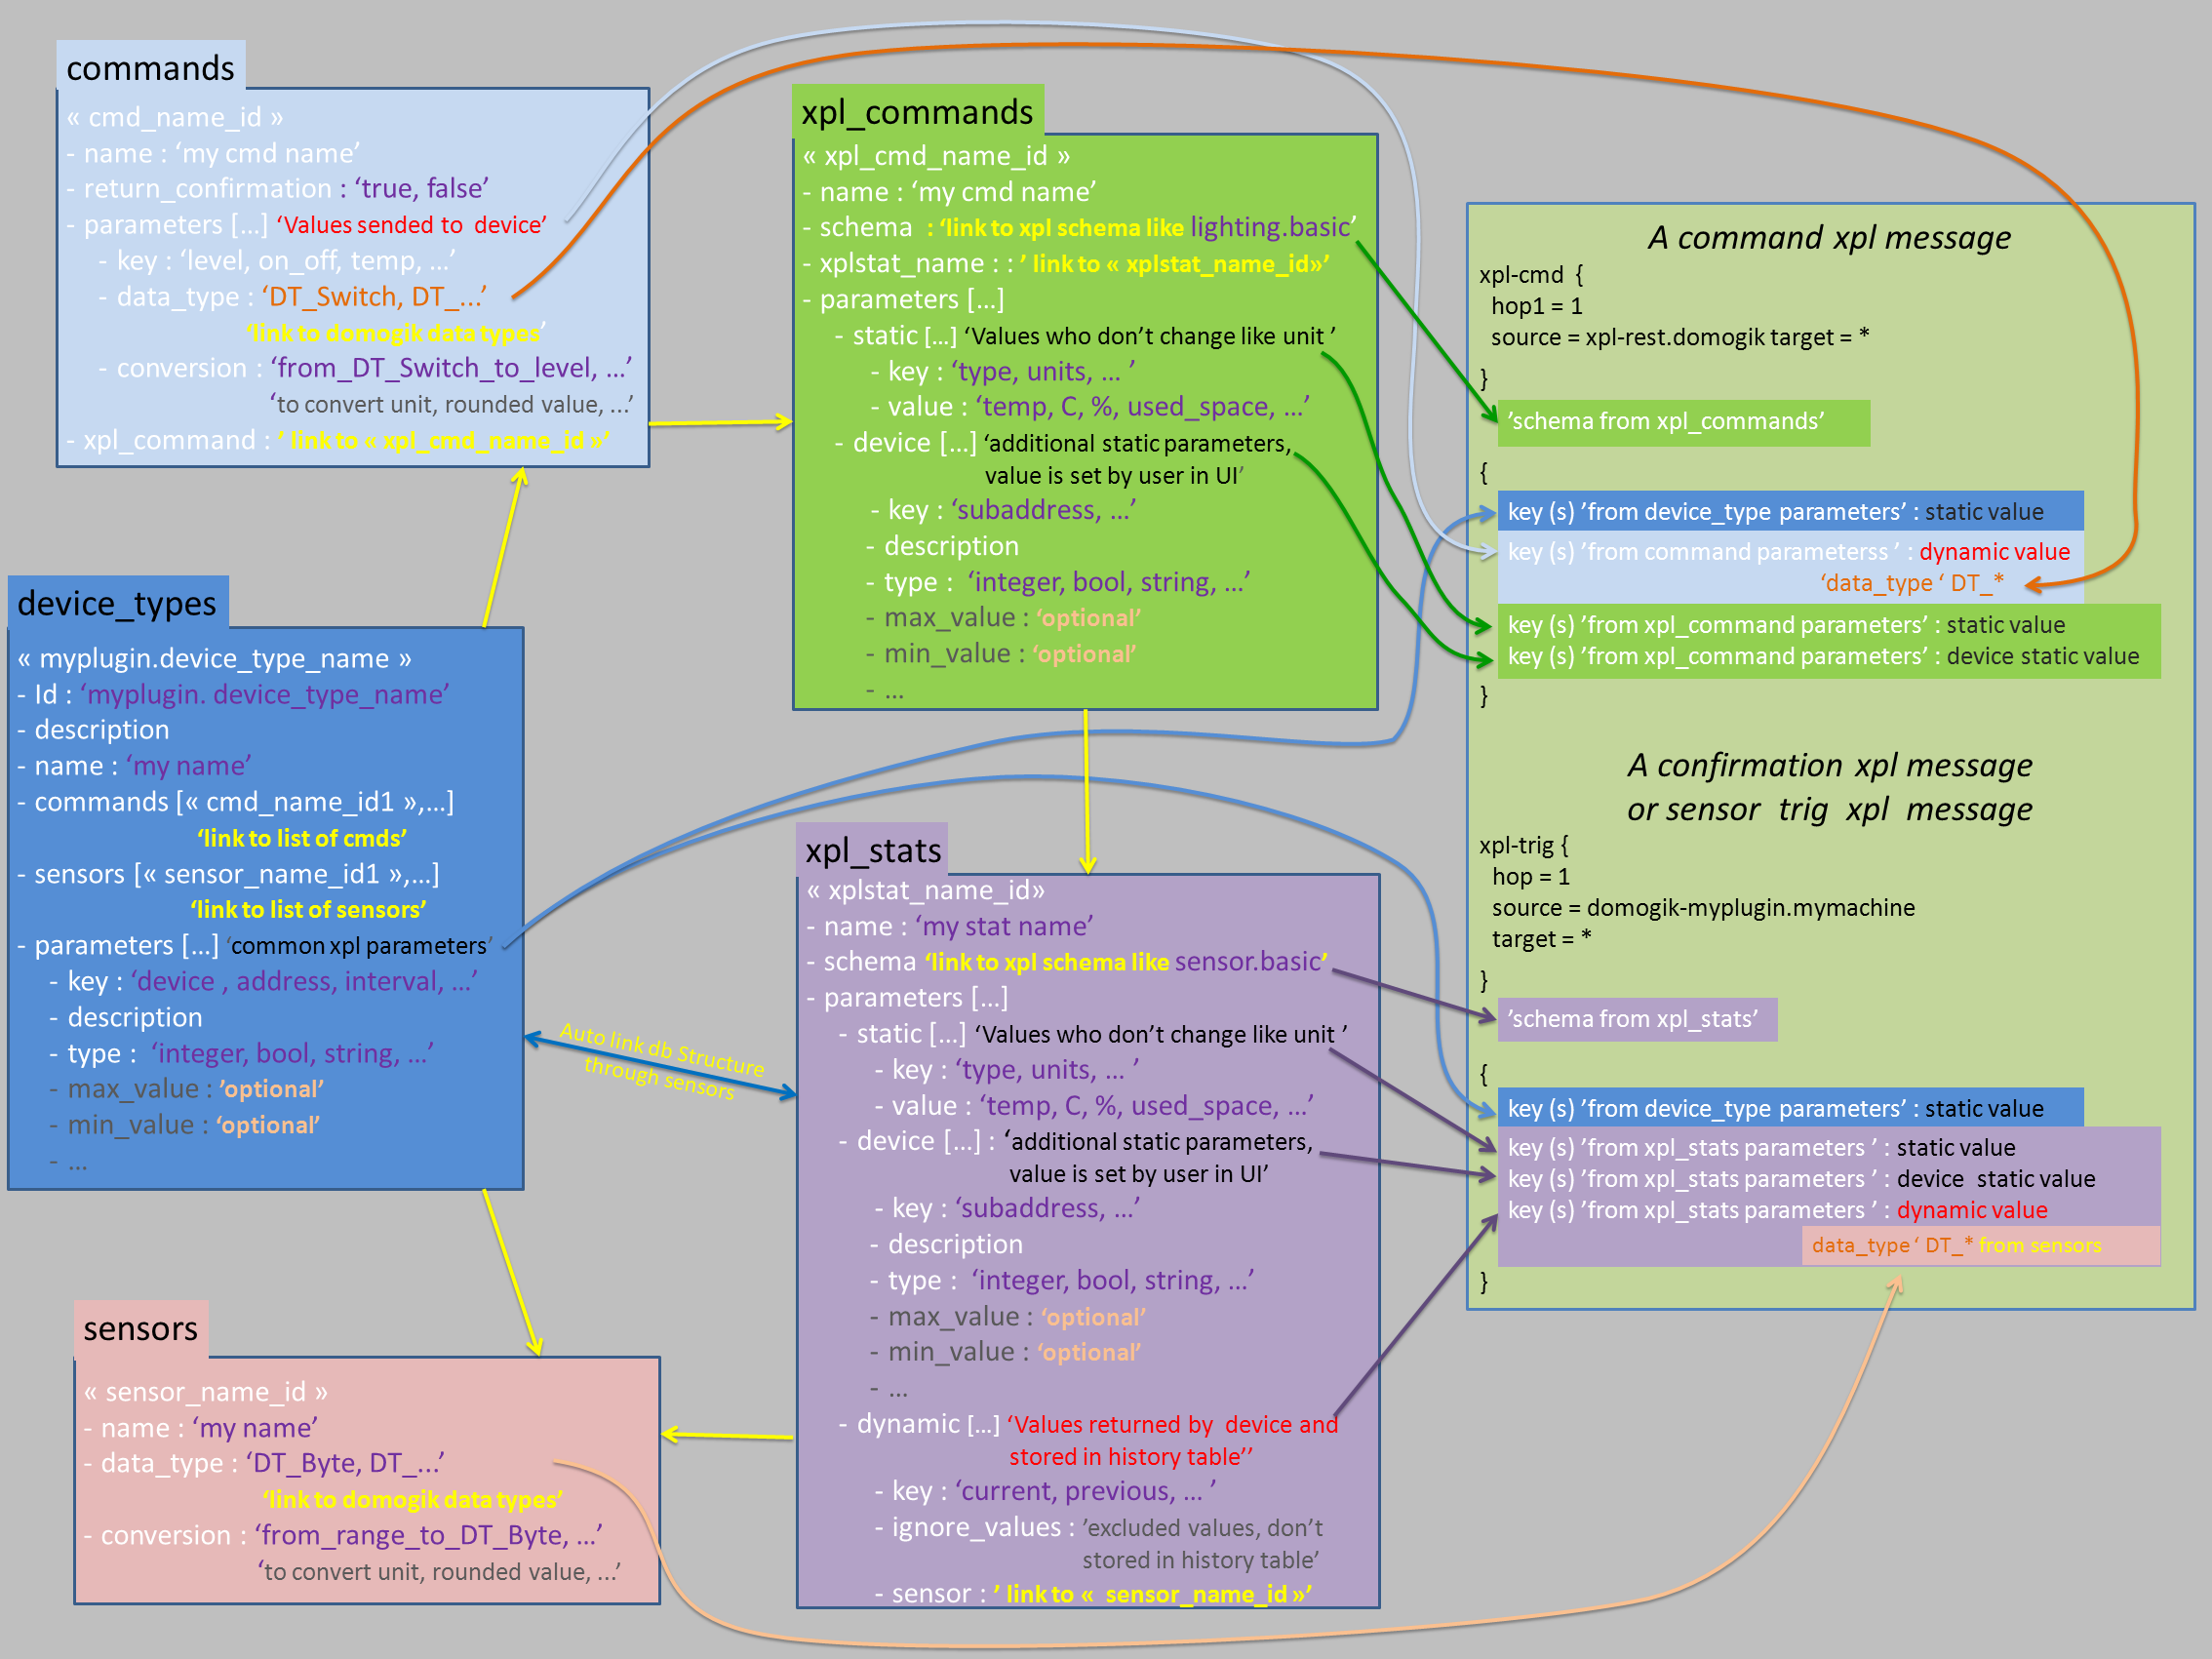 commands
« cmd_name_id »
- name : ‘my cmd name’
- return_confirmation : ‘true, false’
- parameters […] ‘Values sended to device’
- key : ‘level, on_off, temp, …’
- data_type : ‘DT_Switch, DT_...’
‘link to domogik data types’
- conversion : ‘from_DT_Switch_to_level, …’
‘to convert unit, rounded value, ...’
- xpl_command : ’ link to « xpl_cmd_name_id »’
device_types
« myplugin.device_type_name »
- Id : ‘myplugin. device_type_name’
- description
- name : ‘my name’
- commands [« cmd_name_id1 »,…]
‘link to list of cmds’
- sensors [« sensor_name_id1 »,…]
‘link to list of sensors’
- parameters […] ‘common xpl parameters’
- key : ‘device , address, interval, …’
- description
- type : ‘integer, bool, string, …’
- max_value : ’optional’
- min_value : ‘optional’
- …
Auto link db Structure
through sensors
sensors
« sensor_name_id »
- name : ‘my name’
- data_type : ‘DT_Byte, DT_...’
‘link to domogik data types’
- conversion : ‘from_range_to_DT_Byte, …’
‘to convert unit, rounded value, ...’
xpl_commands
« xpl_cmd_name_id »
- name : ‘my cmd name’
- schema : ‘link to xpl schema like lighting.basic’
- xplstat_name : : ’ link to « xplstat_name_id»’
- parameters […]
- static […] ‘Values who don’t change like unit ’
- key : ‘type, units, … ’
- value : ‘temp, C, %, used_space, …’
- device […] ‘additional static parameters,
value is set by user in UI’
- key : ‘subaddress, …’
- description
- type : ‘integer, bool, string, …’
- max_value : ‘optional’
- min_value : ‘optional’
- …
xpl_stats
« xplstat_name_id»
- name : ‘my stat name’
- schema ‘link to xpl schema like sensor.basic’
- parameters […]
- static […] ‘Values who don’t change like unit ’
- key : ‘type, units, … ’
- value : ‘temp, C, %, used_space, …’
- device […] : ‘additional static parameters,
value is set by user in UI’
- key : ‘subaddress, …’
- description
- type : ‘integer, bool, string, …’
- max_value : ‘optional’
- min_value : ‘optional’
- …
- dynamic […] ‘Values returned by device and
stored in history table’’
- key : ‘current, previous, … ’
- ignore_values : ’excluded values, don’t
stored in history table’
- sensor : ’ link to « sensor_name_id »’
A command xpl message
xpl-cmd {
hop1 = 1
source = xpl-rest.domogik target = *
}
’schema from xpl_commands’
{
key (s) ’from device_type parameters’ : static value
key (s) ’from command parameterss ’ : dynamic value
‘data_type ‘ DT_*
key (s) ’from xpl_command parameters’ : static value
key (s) ’from xpl_command parameters’ : device static value
}
A confirmation xpl message
or sensor trig xpl message
xpl-trig {
hop = 1
source = domogik-myplugin.mymachine
target = *
}
’schema from xpl_stats’
{
key (s) ’from device_type parameters’ : static value
key (s) ’from xpl_stats parameters ’ : static value
key (s) ’from xpl_stats parameters ’ : device static value
key (s) ’from xpl_stats parameters ’ : dynamic value
data_type ‘ DT_* from sensors
}